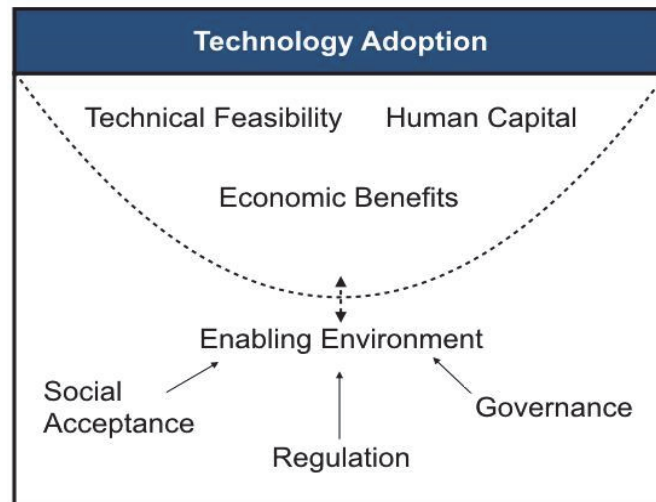 Technology Adoption
Technical Feasibility Human Capital
Economic Benefits
Enabling Environment
Social
Acceptance
Governance
Regulation